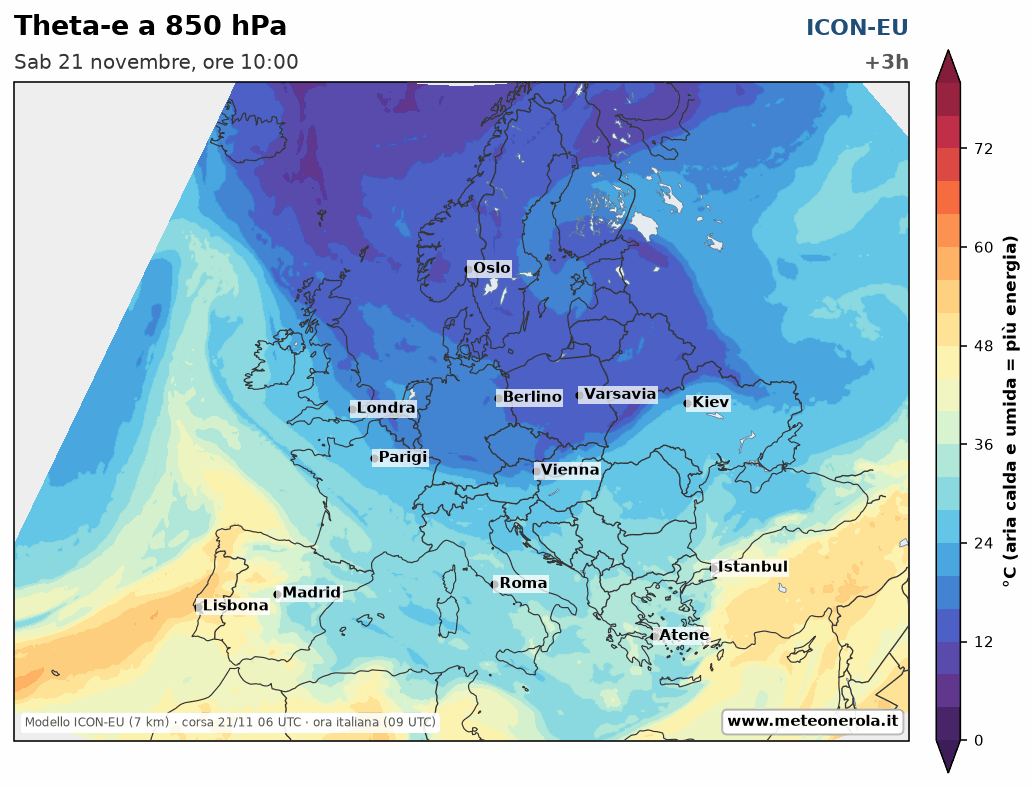 Theta-e a 850 hPa
ICON-EU
Sab 21 novembre, ore 10:00
+3h
72
60
48
36
24
12
0
°C (aria calda e umida = più energia)
Oslo
Berlino
Varsavia
Kiev
Londra
Parigi
Vienna
Istanbul
Roma
Madrid
Lisbona
Atene
Modello ICON-EU (7 km) · corsa 21/11 06 UTC · ora italiana (09 UTC)
www.meteonerola.it